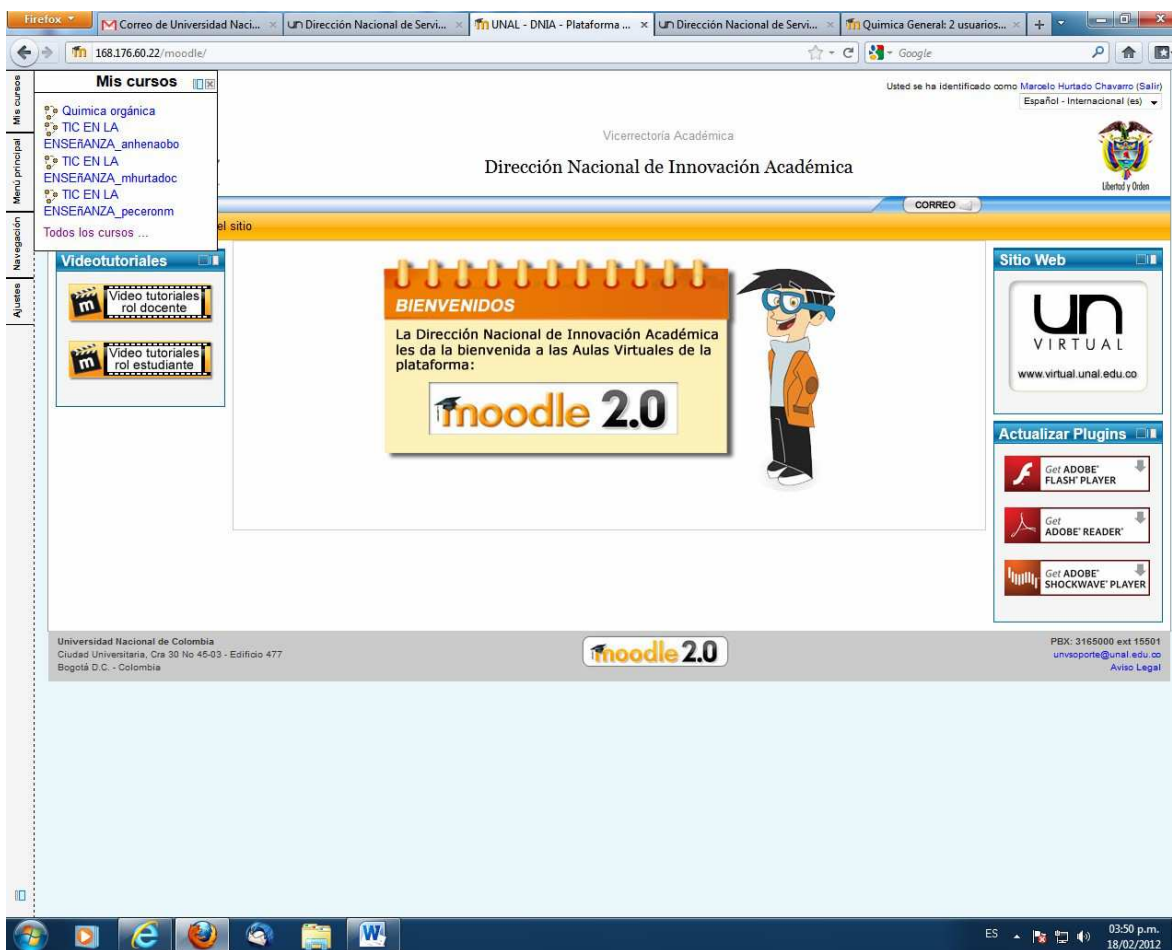 Firefox
Correo de Universidad Naci...
Dirección Nacional de Servi...
UNAL - DNIA - Plataforma ...
Dirección Nacional de Servi...
Quimica General: 2 usuarios...
168.176.60.22/moodle/
Google
Mis cursos
Menú principal
Navegación
Ajustes
Mis cursos
Quimica orgánica
TIC EN LA
ENSEñANZA_anhenaobo
TIC EN LA
ENSEñANZA_mhurtadoc
TIC EN LA
ENSEñANZA_peceronm
Todos los cursos ...
Usted se ha identificado como Marcelo Hurtado Chavarro (Salir)
Español - Internacional (es)
Vicerrectoría Académica
Dirección Nacional de Innovación Académica
Libertad y Orden
CORREO
el sitio
Videotutoriales
Video tutoriales
rol docente
Video tutoriales
rol estudiante
BIENVENIDOS
La Dirección Nacional de Innovación Académica
les da la bienvenida a las Aulas Virtuales de la
plataforma:
moodle 2.0
Sitio Web
un
VIRTUAL
www.virtual.unal.edu.co
Actualizar Plugins
Get ADOBE®
FLASH® PLAYER
Get
ADOBE® READER®
Get ADOBE®
SHOCKWAVE® PLAYER
Universidad Nacional de Colombia
Ciudad Universitaria, Cra 30 No 45-03 - Edificio 477
Bogotá D.C. - Colombia
moodle 2.0
PBX: 3165000 ext 15501
unvsoporte@unal.edu.co
Aviso Legal
ES
03:50 p.m.
18/02/2012